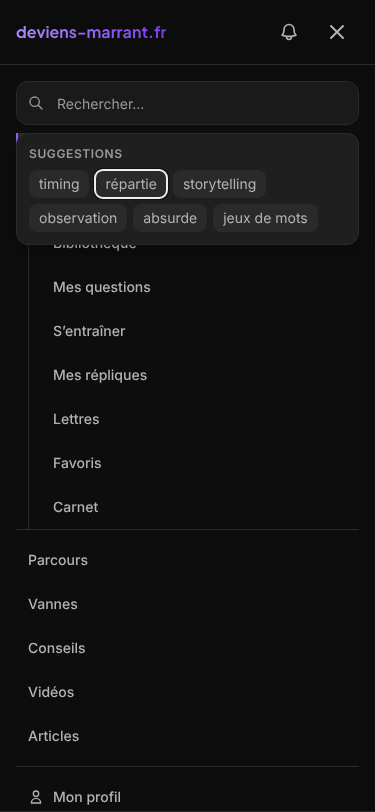 deviens-marrant.fr
Rechercher...
SUGGESTIONS
timing répartie storytelling
observation absurde jeux de mots
Bibliothèque
Mes questions
S'entraîner
Mes répliques
Lettres
Favoris
Carnet
Parcours
Vannes
Conseils
Vidéos
Articles
Mon profil